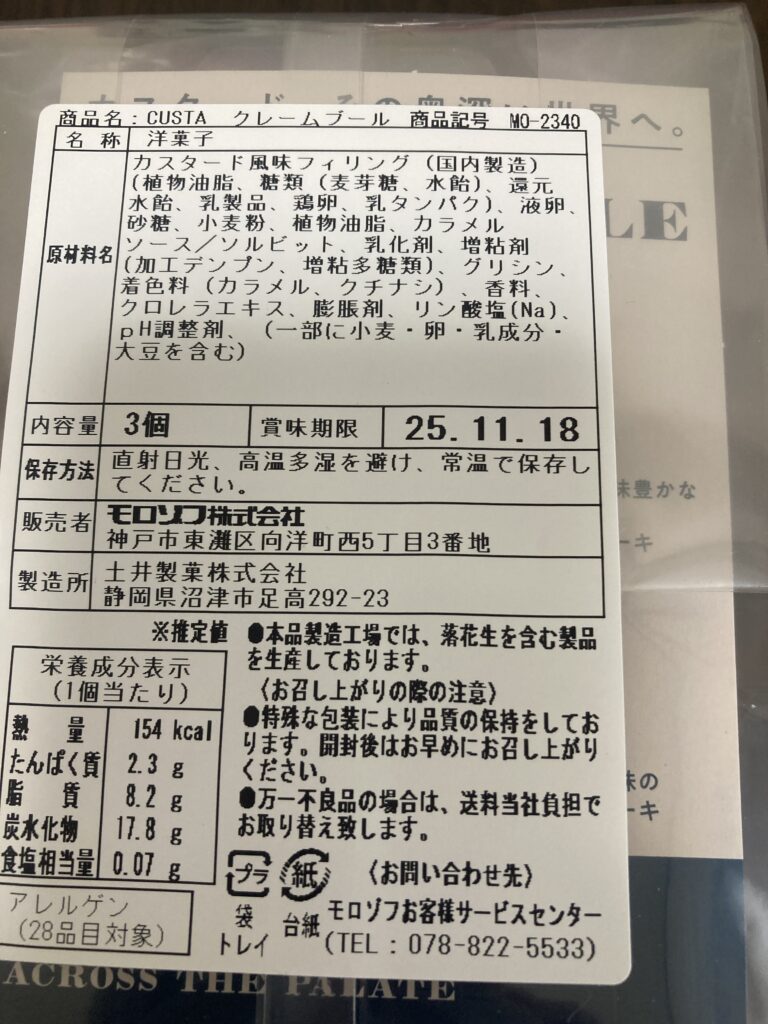 へ。
LE
商品名：CUSTA クレームブール 商品記号 MO-2340
名 称 洋菓子
原材料名
カスタード風味フィリング（国内製造）
（植物油脂、糖類（麦芽糖、水飴）、還元
水飴、乳製品、鶏卵、乳タンパク）、液卵、
砂糖、小麦粉、植物油脂、カラメル
ソース／ソルビット、乳化剤、増粘剤
（加工デンプン、増粘多糖類）、グリシン、
着色料（カラメル、クチナシ）、香料、
クロレラエキス、膨脹剤、リン酸塩(Na)、
pH調整剤、（一部に小麦・卵・乳成分・
大豆を含む）
内容量 3個 賞味期限 25.11.18
保存方法 直射日光、高温多湿を避け、常温で保存し
てください。
販売者 モロゾフ株式会社
神戸市東灘区向洋町西5丁目3番地
製造所 土井製菓株式会社
静岡県沼津市足高292-23
※推定値
栄養成分表示
（1個当たり）
熱 量 154 kcal
たんぱく質 2.3 g
脂 質 8.2 g
炭水化物 17.8 g
食塩相当量 0.07 g
アレルゲン
（28品目対象）
●本品製造工場では、落花生を含む製品
を生産しております。
〈お召し上がりの際の注意〉
●特殊な包装により品質の保持をしてお
ります。開封後はお早めにお召し上がり
ください。
●万一不良品の場合は、送料当社負担で
お取り替え致します。
プラ 紙
袋 台紙
トレイ
〈お問い合わせ先〉
モロゾフお客様サービスセンター
（TEL：078-822-5533）
味豊かな
ーキ
味の
ーキ
ACROSS THE PALATE